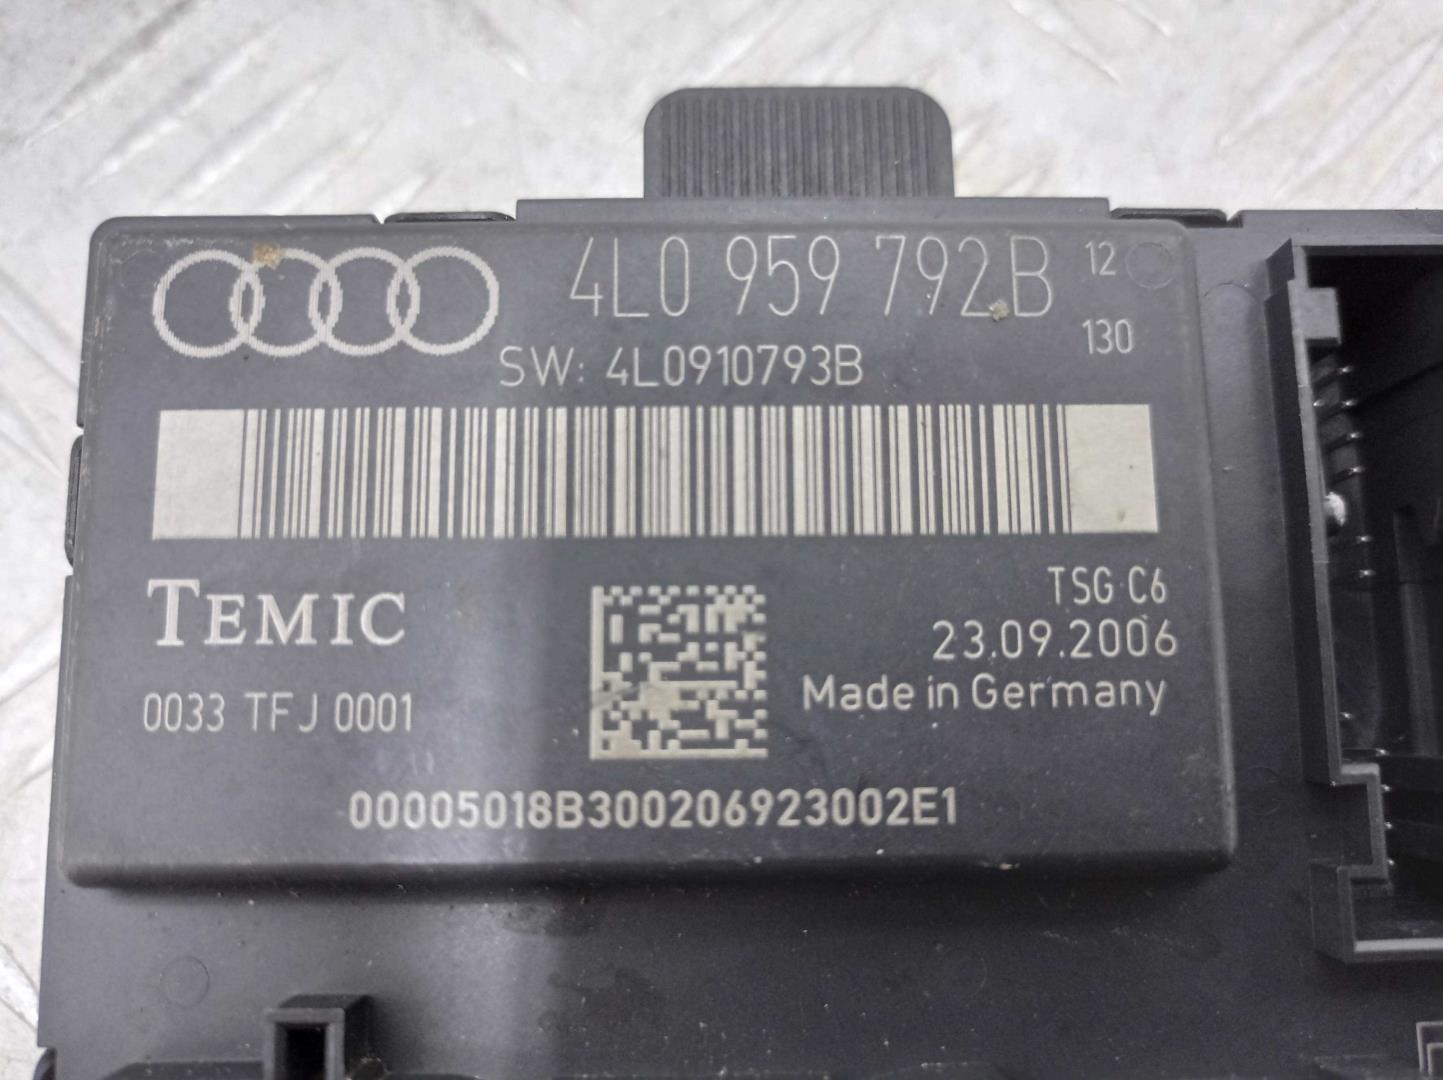 4L0 959 792B 12
130
SW: 4L0910793B
TEMIC
TSG C6
23.09.2006
Made in Germany
0033 TFJ 0001
00005018B300206923002E1